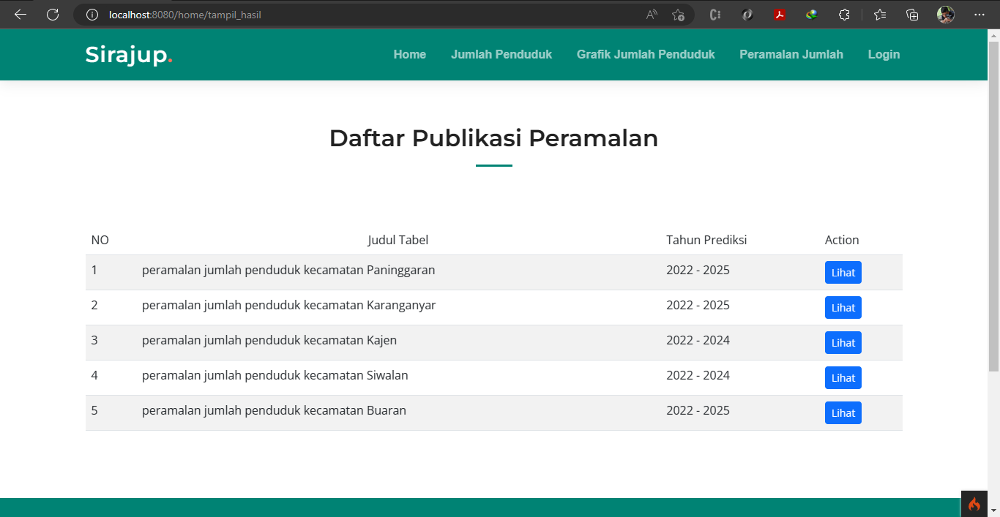 localhost:8080/home/tampil_hasil
Sirajup.
Home Jumlah Penduduk Grafik Jumlah Penduduk Peramalan Jumlah Login
Daftar Publikasi Peramalan
NO Judul Tabel Tahun Prediksi Action
1 peramalan jumlah penduduk kecamatan Paninggaran 2022 - 2025 Lihat
2 peramalan jumlah penduduk kecamatan Karanganyar 2022 - 2025 Lihat
3 peramalan jumlah penduduk kecamatan Kajen 2022 - 2024 Lihat
4 peramalan jumlah penduduk kecamatan Siwalan 2022 - 2024 Lihat
5 peramalan jumlah penduduk kecamatan Buaran 2022 - 2025 Lihat